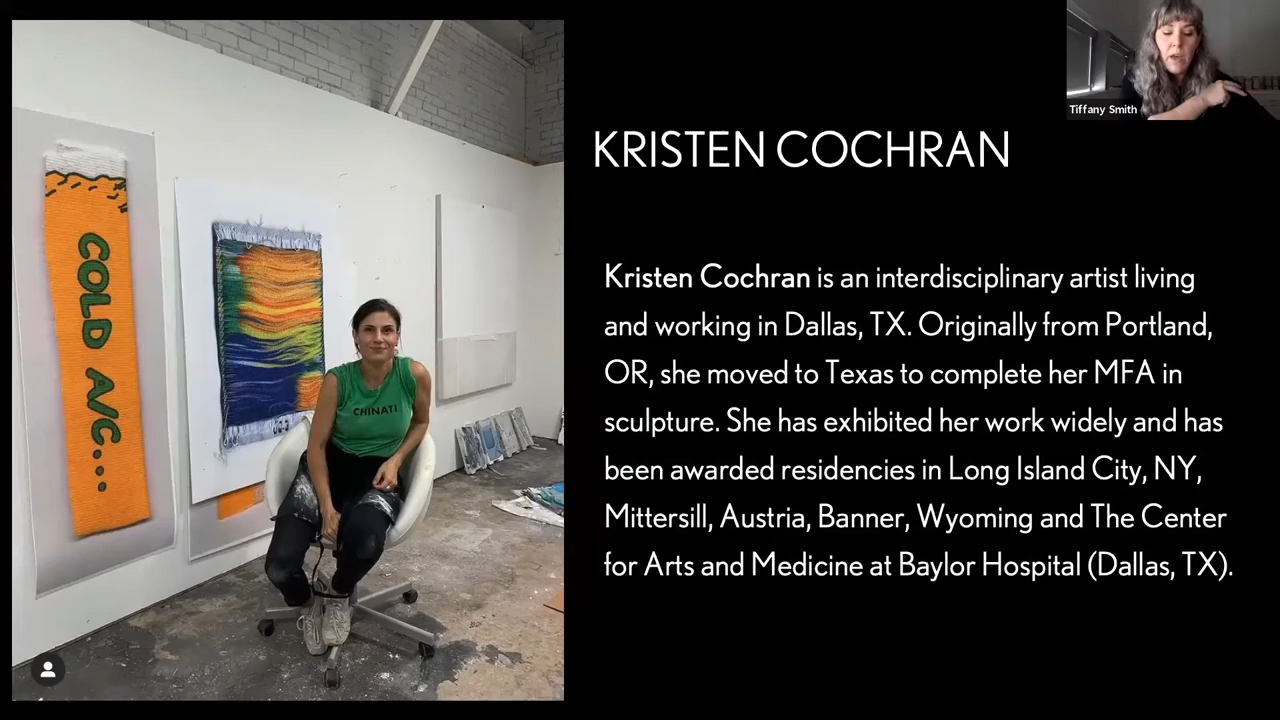 Tiffany Smith
KRISTEN COCHRAN
COLD A/C...
CHINATI
Kristen Cochran is an interdisciplinary artist living
and working in Dallas, TX. Originally from Portland,
OR, she moved to Texas to complete her MFA in
sculpture. She has exhibited her work widely and has
been awarded residencies in Long Island City, NY,
Mittersill, Austria, Banner, Wyoming and The Center
for Arts and Medicine at Baylor Hospital (Dallas, TX).